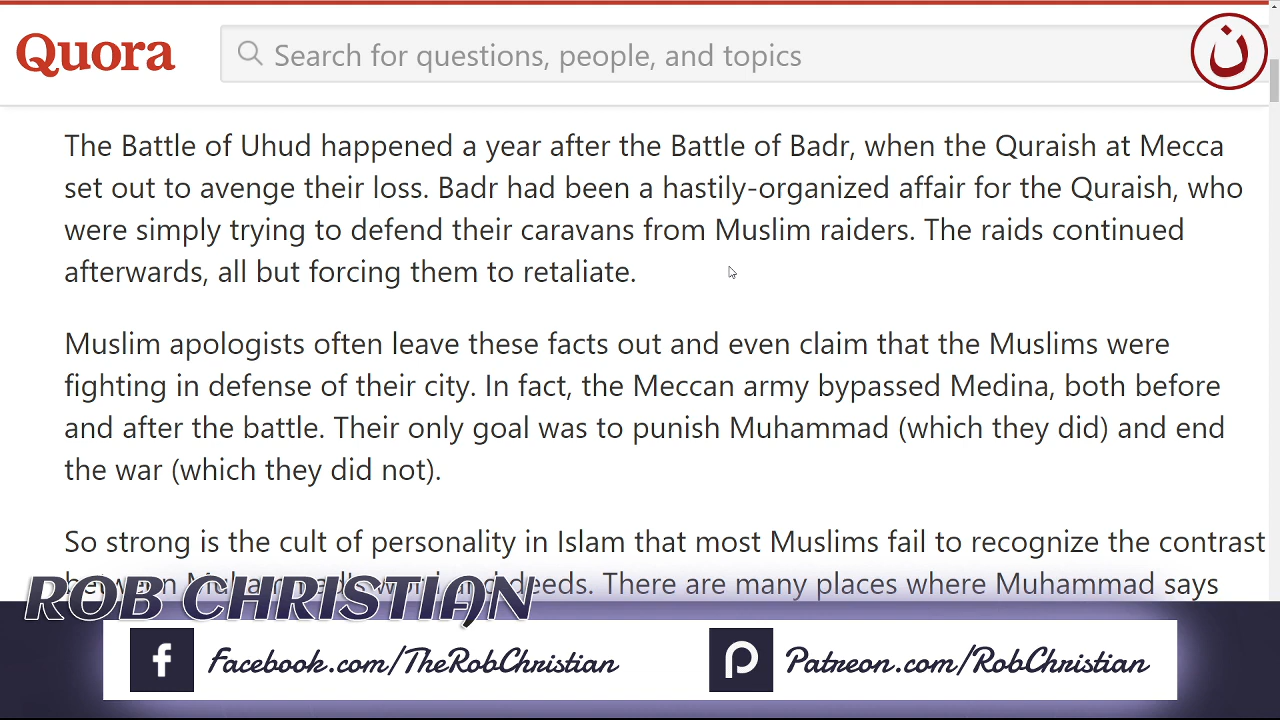 Quora
Search for questions, people, and topics
ن
The Battle of Uhud happened a year after the Battle of Badr, when the Quraish at Mecca
set out to avenge their loss. Badr had been a hastily-organized affair for the Quraish, who
were simply trying to defend their caravans from Muslim raiders. The raids continued
afterwards, all but forcing them to retaliate.
Muslim apologists often leave these facts out and even claim that the Muslims were
fighting in defense of their city. In fact, the Meccan army bypassed Medina, both before
and after the battle. Their only goal was to punish Muhammad (which they did) and end
the war (which they did not).
So strong is the cult of personality in Islam that most Muslims fail to recognize the contrast
between deeds. There are many places where Muhammad says
ROB CHRISTIAN
f Facebook.com/TheRobChristian
Patreon.com/RobChristian